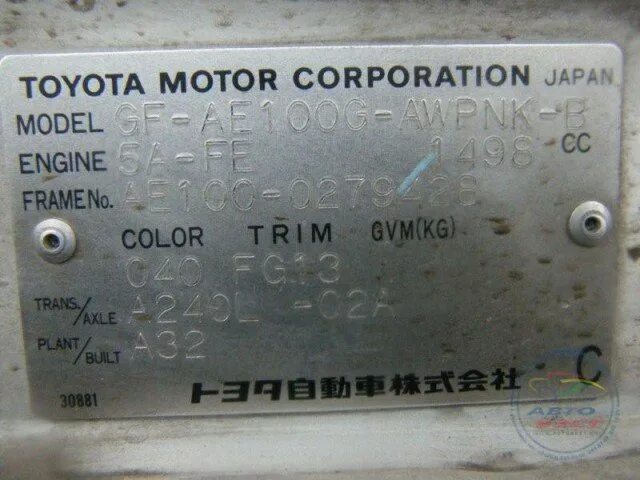 TOYOTA MOTOR CORPORATION JAPAN
MODEL GF-AE100G-AWPNK-B
ENGINE 5A-FE 1498 CC
FRAME No. AE100-0279428
COLOR TRIM GVM(KG)
040 FG13
TRANS./AXLE A240L -02A
PLANT/BUILT A32
C
30881 トヨタ自動車株式会社
АВТО